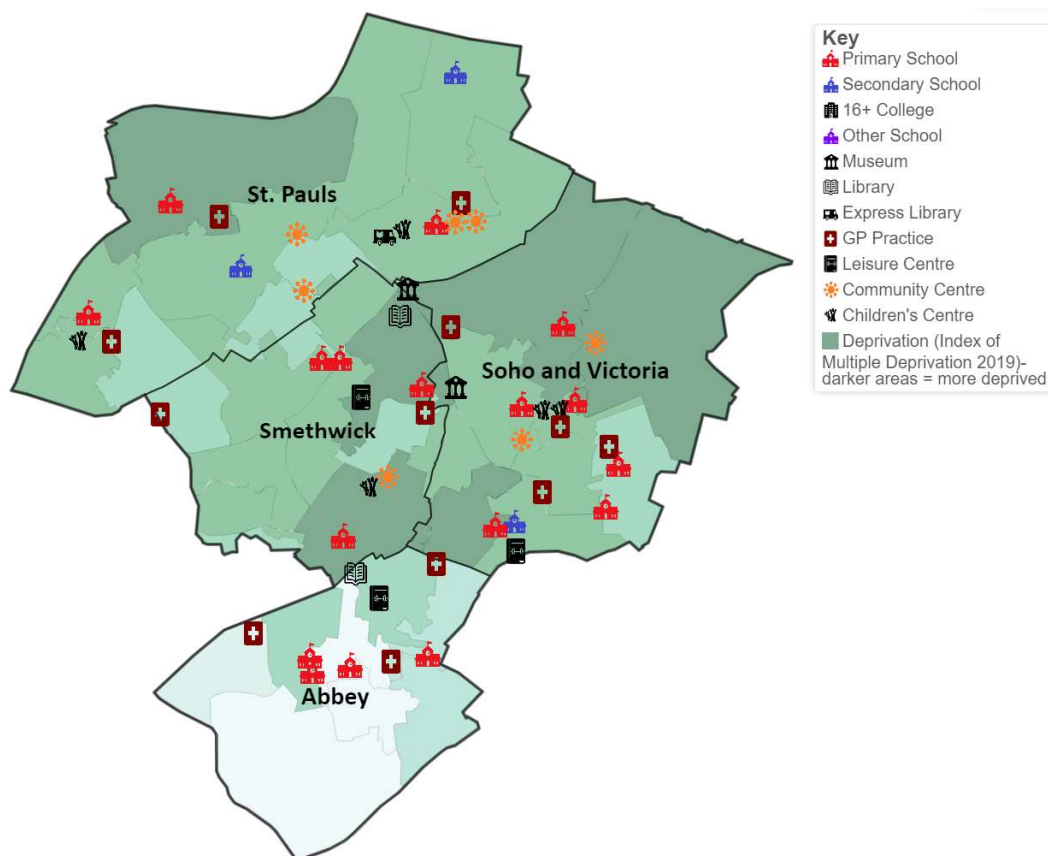 Key
Primary School
Secondary School
16+ College
Other School
Museum
Library
Express Library
GP Practice
Leisure Centre
Community Centre
Children's Centre
Deprivation (Index of
Multiple Deprivation 2019)-
darker areas = more deprived
St. Pauls
Soho and Victoria
Smethwick
Abbey